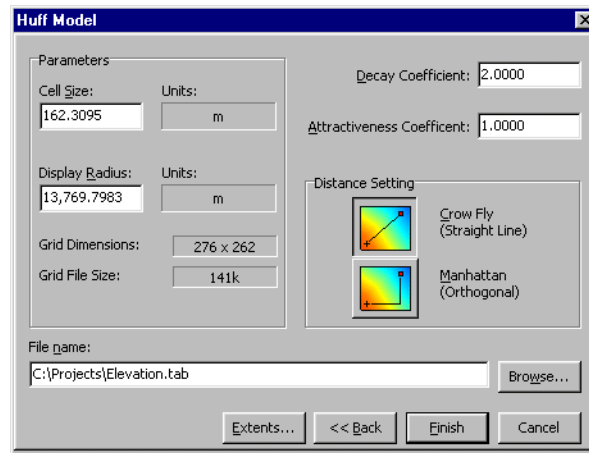 Huff Model
Parameters
Cell Size: Units:
162.3095 m
Display Radius: Units:
13,769.7983 m
Grid Dimensions: 276 x 262
Grid File Size: 141k
Decay Coefficient: 2.0000
Attractiveness Coefficent: 1.0000
Distance Setting
Crow Fly
(Straight Line)
Manhattan
(Orthogonal)
File name:
C:\Projects\Elevation.tab Browse...
Extents... << Back Finish Cancel